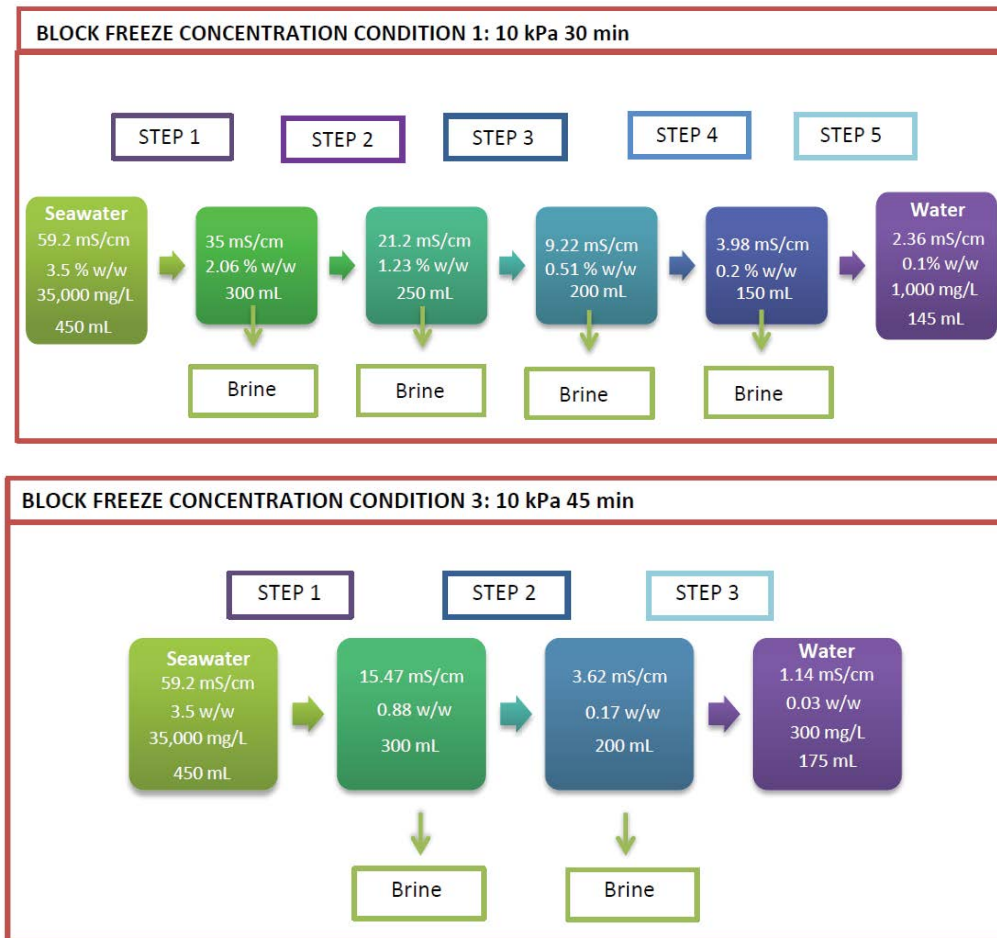 BLOCK FREEZE CONCENTRATION CONDITION 1: 10 kPa 30 min
STEP 1
STEP 2
STEP 3
STEP 4
STEP 5
Seawater
59.2 mS/cm
3.5 % w/w
35,000 mg/L
450 mL
35 mS/cm
2.06 % w/w
300 mL
21.2 mS/cm
1.23 % w/w
250 mL
9.22 mS/cm
0.51 % w/w
200 mL
3.98 mS/cm
0.2 % w/w
150 mL
Water
2.36 mS/cm
0.1% w/w
1,000 mg/L
145 mL
Brine
Brine
Brine
Brine
BLOCK FREEZE CONCENTRATION CONDITION 3: 10 kPa 45 min
STEP 1
STEP 2
STEP 3
Seawater
59.2 mS/cm
3.5 w/w
35,000 mg/L
450 mL
15.47 mS/cm
0.88 w/w
300 mL
3.62 mS/cm
0.17 w/w
200 mL
Water
1.14 mS/cm
0.03 w/w
300 mg/L
175 mL
Brine
Brine